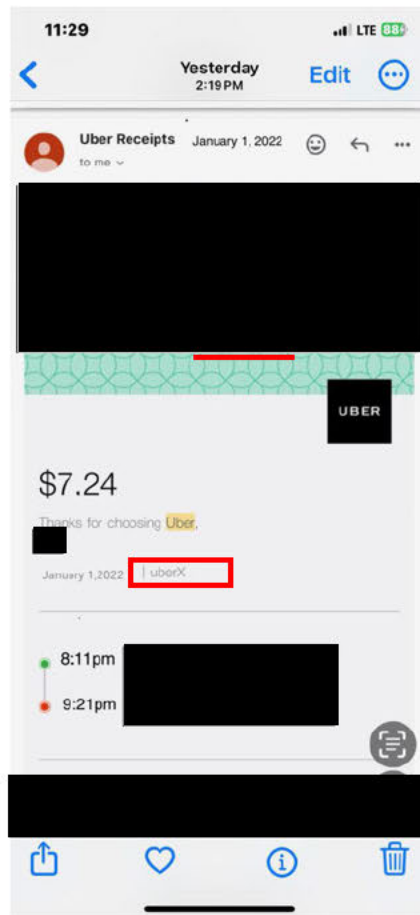 11:29
LTE 88
Yesterday
2:19 PM
Edit
Uber Receipts January 1, 2022
to me
UBER
$7.24
Thanks for choosing Uber,
January 1,2022 | uberX
8:11pm
9:21pm